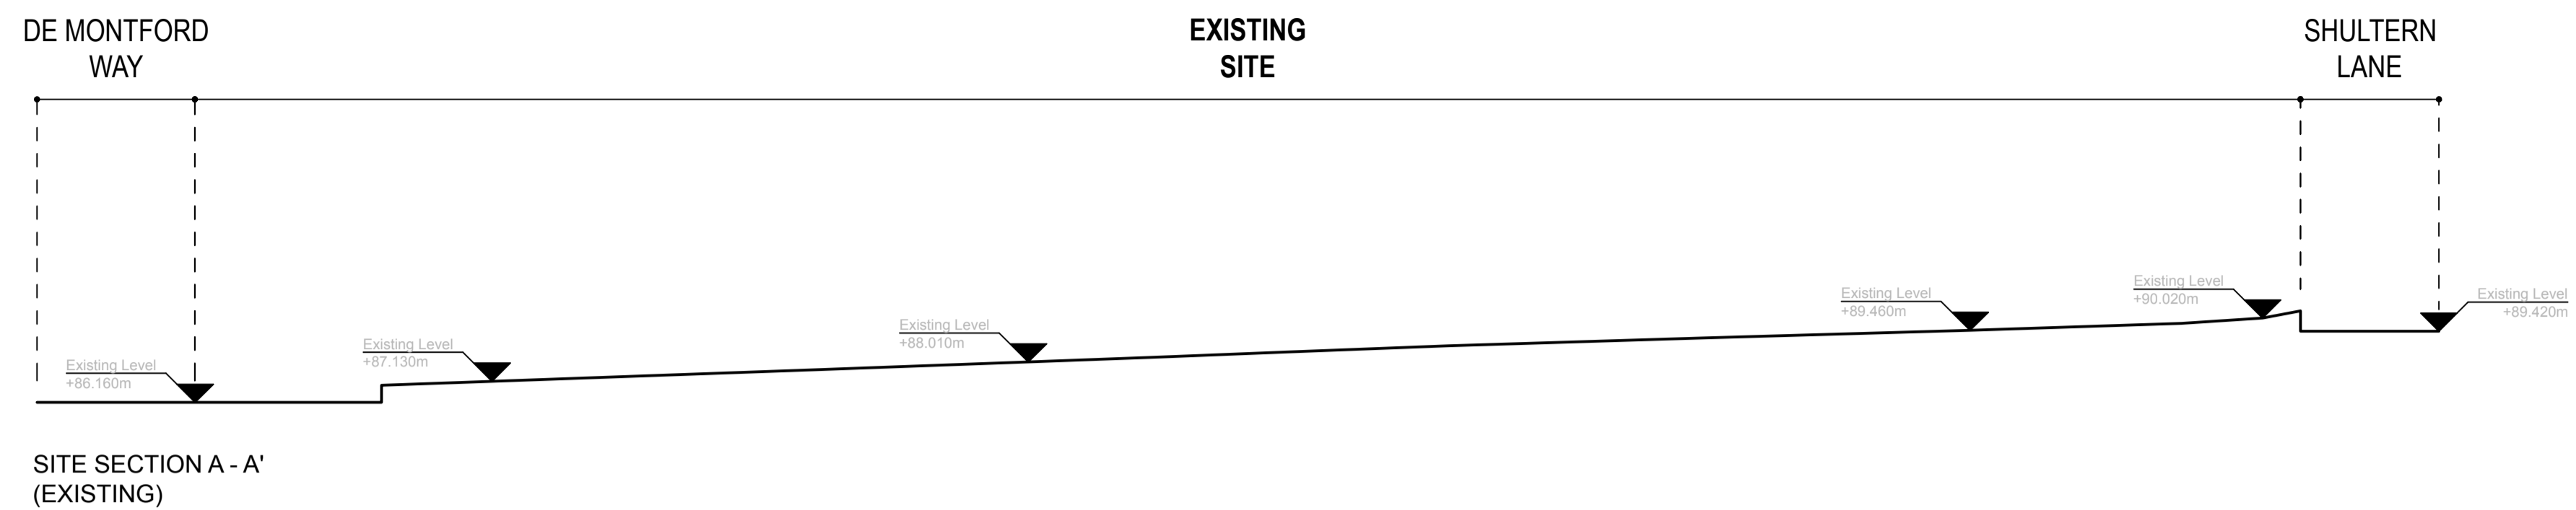 DE MONTFORD
WAY
EXISTING
SITE
SHULTERN
LANE
Existing Level
+86.160m
Existing Level
+87.130m
Existing Level
+88.010m
Existing Level
+89.460m
Existing Level
+90.020m
Existing Level
+89.420m
SITE SECTION A - A'
(EXISTING)